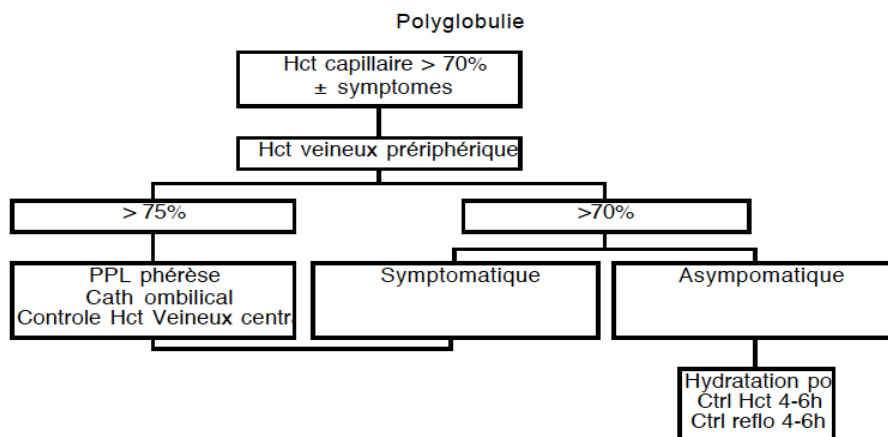 Polyglobulie
Hct capillaire > 70%
± symptomes
Hct veineux prériphérique
> 75%
>70%
PPL phérèse
Cath ombilical
Controle Hct Veineux centr
Symptomatique
Asympomatique
Hydratation po
Ctrl Hct 4-6h
Ctrl reflo 4-6h